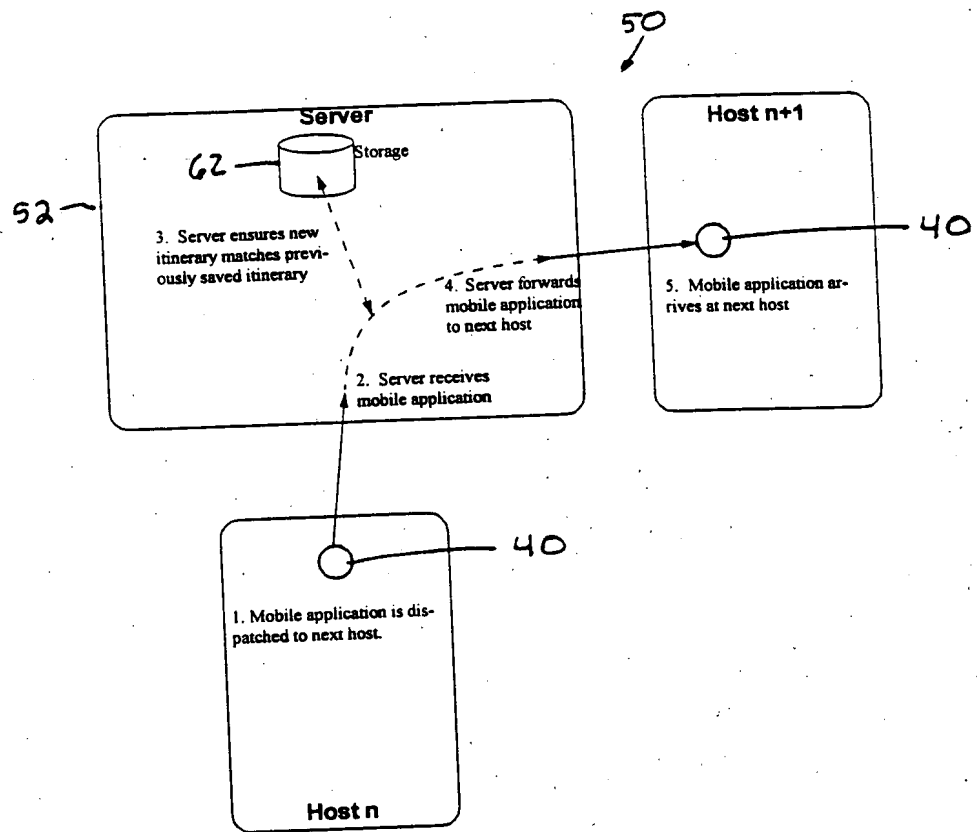 50
Server
Host n+1
62
Storage
52
40
3. Server ensures new
itinerary matches previ-
ously saved itinerary
4. Server forwards
mobile application
to next host
5. Mobile application ar-
rives at next host
2. Server receives
mobile application
40
1. Mobile application is dis-
patched to next host.
Host n